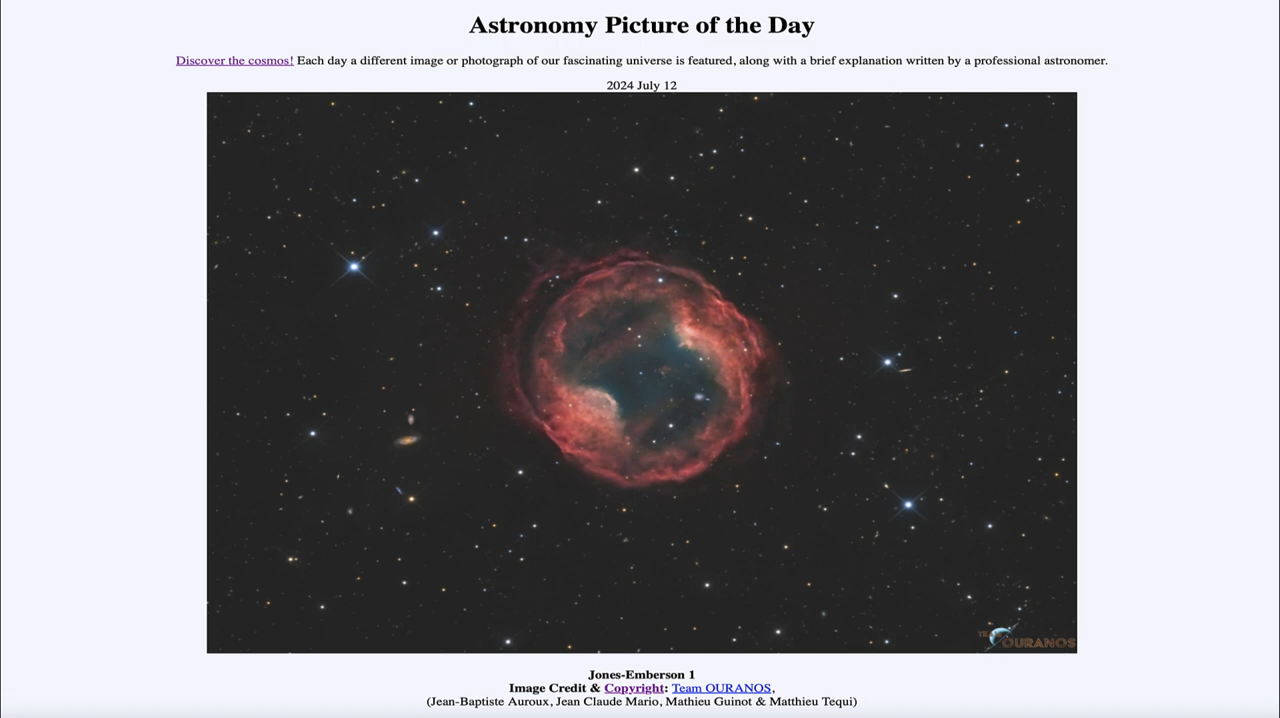 Astronomy Picture of the Day
Discover the cosmos! Each day a different image or photograph of our fascinating universe is featured, along with a brief explanation written by a professional astronomer.
2024 July 12
TEAM
OURANOS
Jones-Emberson 1
Image Credit & Copyright: Team OURANOS,
(Jean-Baptiste Auroux, Jean Claude Mario, Mathieu Guinot & Matthieu Tequi)